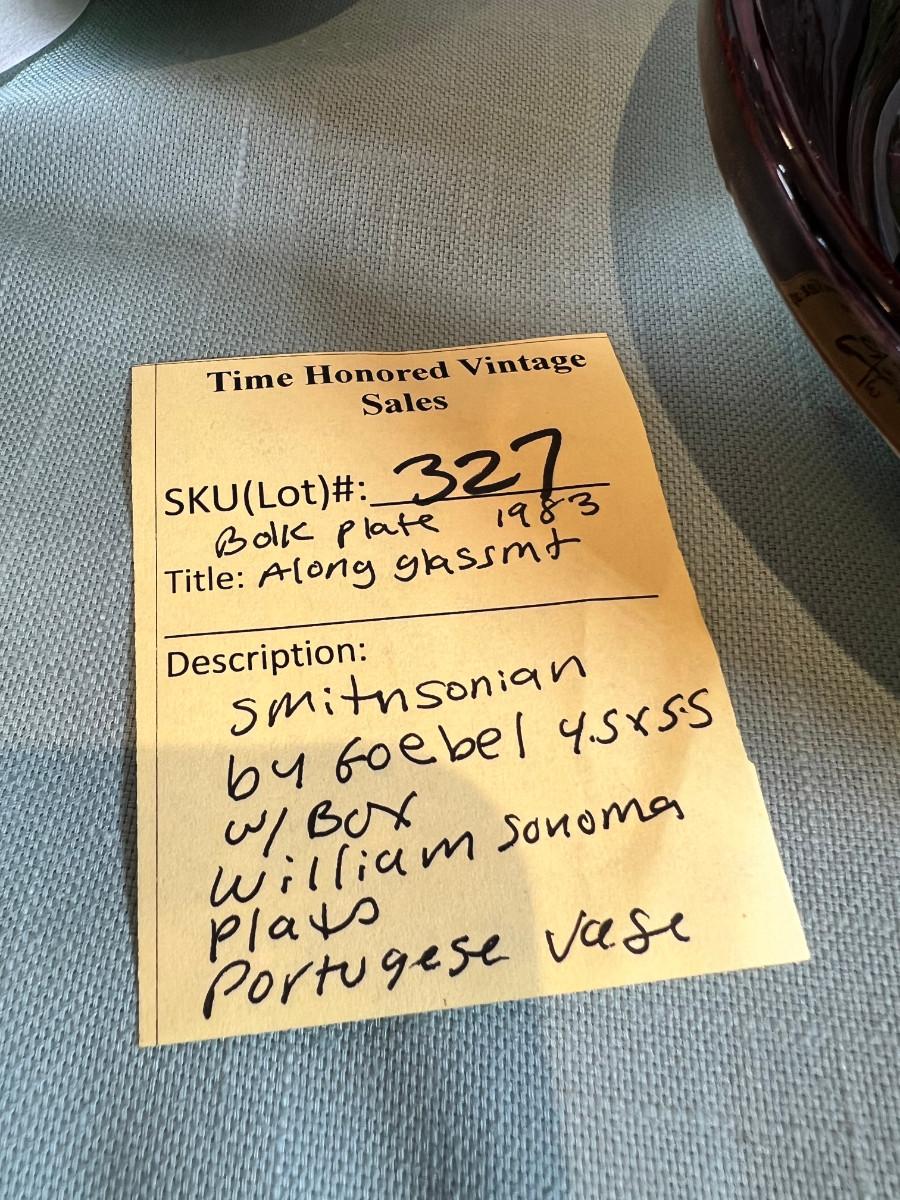 Time Honored Vintage
Sales
SKU(Lot)#: 327
Bolk plate 1983
Title: Along glassmt
Description:
smitnsonian
by Goebel 4.5x5.5
w/ Box
William sonoma
plats
Portugese vase